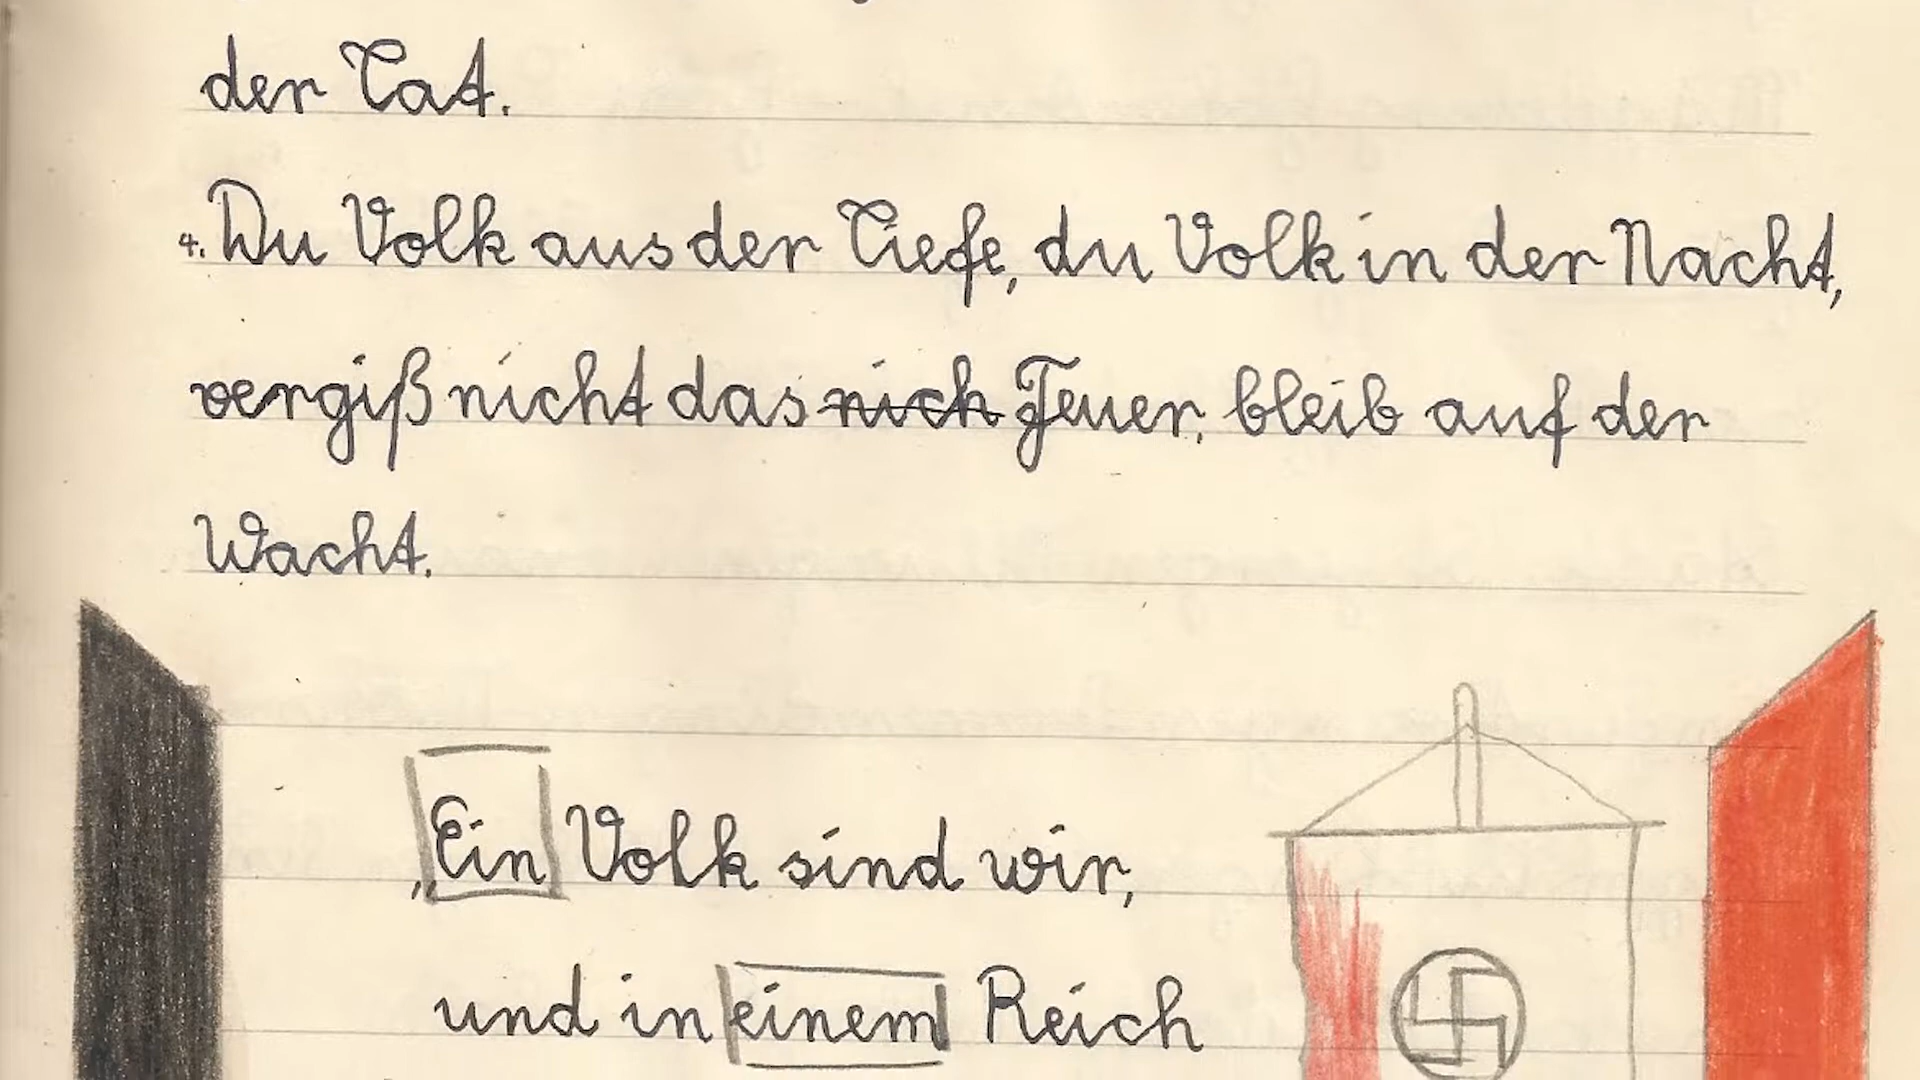 der Tat.
4. Du Volk aus der Tiefe, du Volk in der Nacht,
vergiß nicht das nich Feuer, bleib auf der
Wacht.
„Ein Volk sind wir,
und in einem Reich